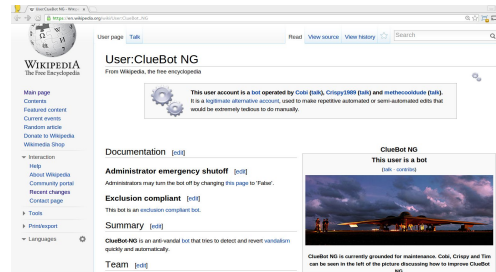 User:ClueBot NG - Wiki
https://en.wikipedia.org/wiki/User:ClueBot_NG
WIKIPEDIA
The Free Encyclopedia
Main page
Contents
Featured content
Current events
Random article
Donate to Wikipedia
Wikimedia Shop
Interaction
Help
About Wikipedia
Community portal
Recent changes
Contact page
Tools
Print/export
Languages
User page Talk
Read View source View history Search
User:ClueBot NG
From Wikipedia, the free encyclopedia
This user account is a bot operated by Cobi (talk), Crispy1989 (talk) and methecooldude (talk).
It is a legitimate alternative account, used to make repetitive automated or semi-automated edits that
would be extremely tedious to do manually.
Documentation [edit]
Administrator emergency shutoff [edit]
Administrators may turn the bot off by changing this page to 'False'.
Exclusion compliant [edit]
This bot is an exclusion compliant bot.
Summary [edit]
ClueBot-NG is an anti-vandal bot that tries to detect and revert vandalism
quickly and automatically.
Team [edit]
ClueBot NG
This user is a bot
(talk · contribs)
ClueBot NG is currently grounded for maintenance. Cobi, Crispy and Tim
can be seen in the left of the picture discussing how to improve ClueBot
NG